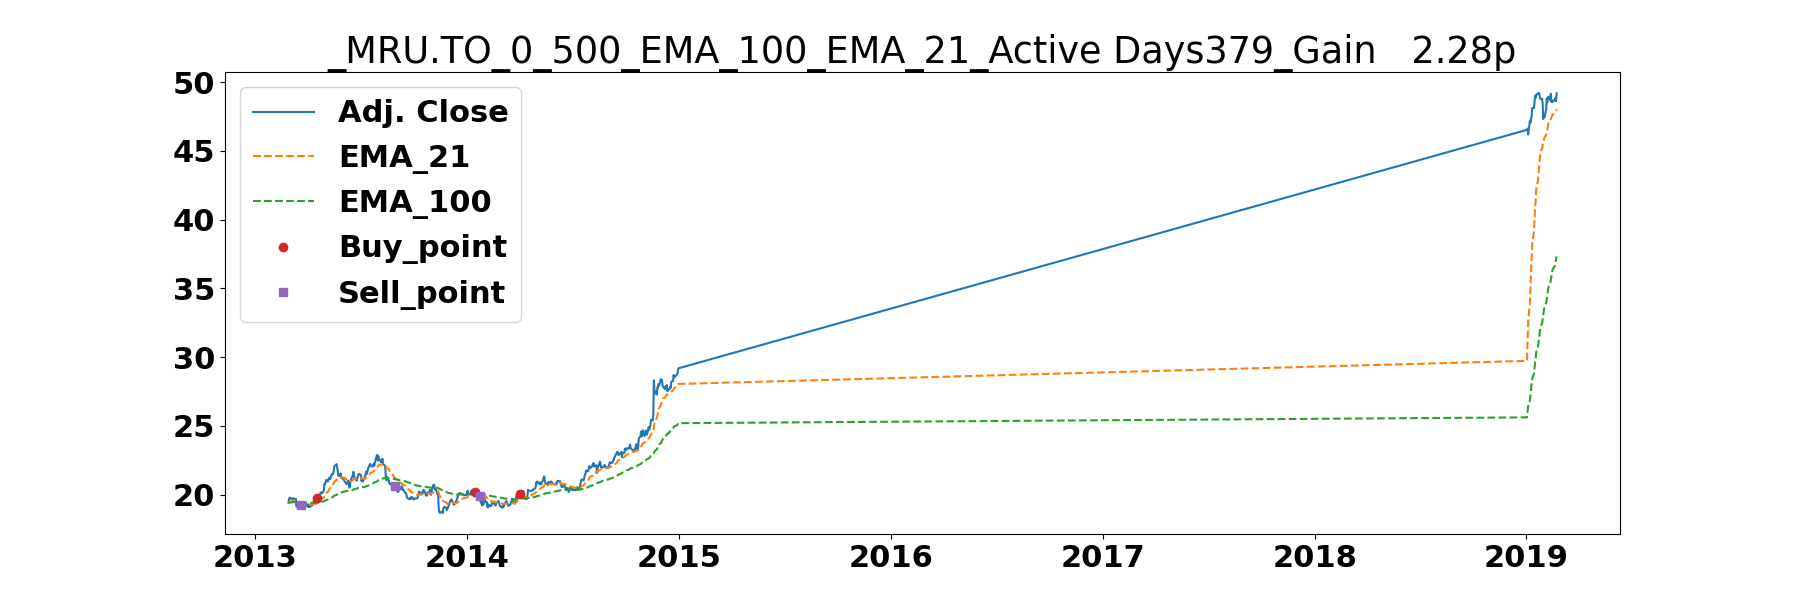 _MRU.TO_0_500_EMA_100_EMA_21_Active Days379_Gain   2.28p
50
45
40
35
30
25
20
Adj. Close
EMA_21
EMA_100
Buy_point
Sell_point
2013 2014 2015 2016 2017 2018 2019